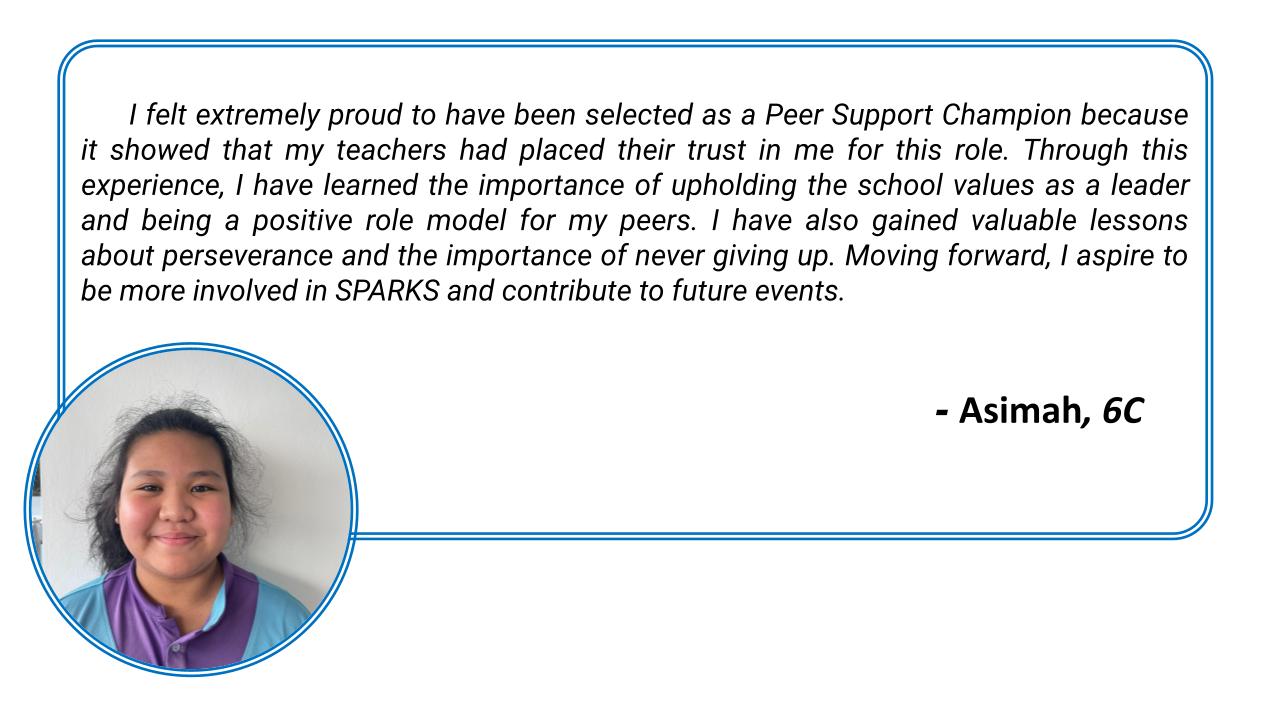 I felt extremely proud to have been selected as a Peer Support Champion because
it showed that my teachers had placed their trust in me for this role. Through this
experience, I have learned the importance of upholding the school values as a leader
and being a positive role model for my peers. I have also gained valuable lessons
about perseverance and the importance of never giving up. Moving forward, I aspire to
be more involved in SPARKS and contribute to future events.
- Asimah, 6C